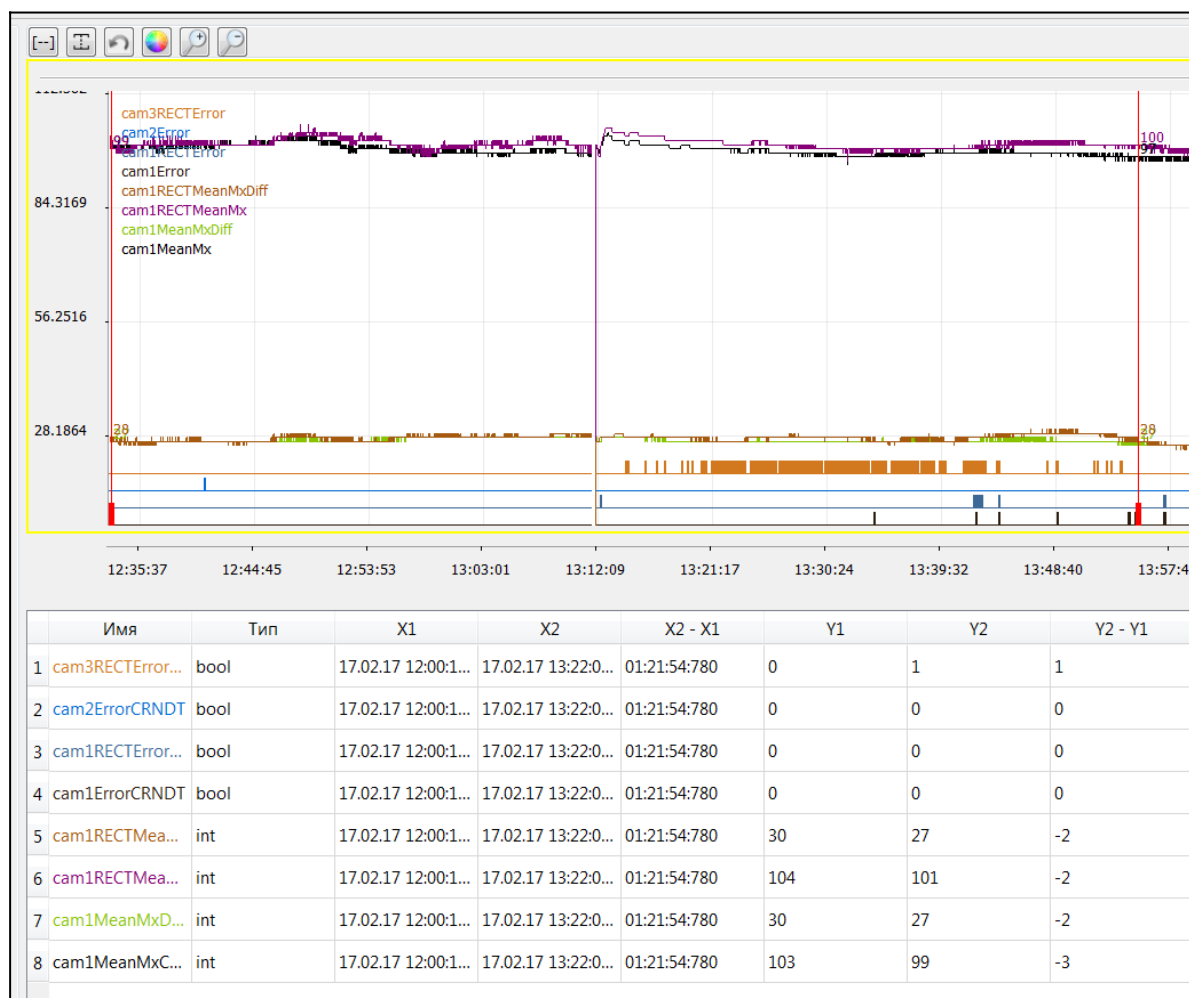 [--]
112.382
cam3RECTError
cam2Error
cam1RECTError
cam1Error
cam1RECTMeanMxDiff
cam1RECTMeanMx
cam1MeanMxDiff
cam1MeanMx
100
97
84.3169
56.2516
28.1864
28
28
12:35:37 12:44:45 12:53:53 13:03:01 13:12:09 13:21:17 13:30:24 13:39:32 13:48:40 13:57:4
Имя Тип X1 X2 X2 - X1 Y1 Y2 Y2 - Y1
1 cam3RECTError... bool 17.02.17 12:00:1... 17.02.17 13:22:0... 01:21:54:780 0 1 1
2 cam2ErrorCRNDT bool 17.02.17 12:00:1... 17.02.17 13:22:0... 01:21:54:780 0 0 0
3 cam1RECTError... bool 17.02.17 12:00:1... 17.02.17 13:22:0... 01:21:54:780 0 0 0
4 cam1ErrorCRNDT bool 17.02.17 12:00:1... 17.02.17 13:22:0... 01:21:54:780 0 0 0
5 cam1RECTMea... int 17.02.17 12:00:1... 17.02.17 13:22:0... 01:21:54:780 30 27 -2
6 cam1RECTMea... int 17.02.17 12:00:1... 17.02.17 13:22:0... 01:21:54:780 104 101 -2
7 cam1MeanMxD... int 17.02.17 12:00:1... 17.02.17 13:22:0... 01:21:54:780 30 27 -2
8 cam1MeanMxC... int 17.02.17 12:00:1... 17.02.17 13:22:0... 01:21:54:780 103 99 -3